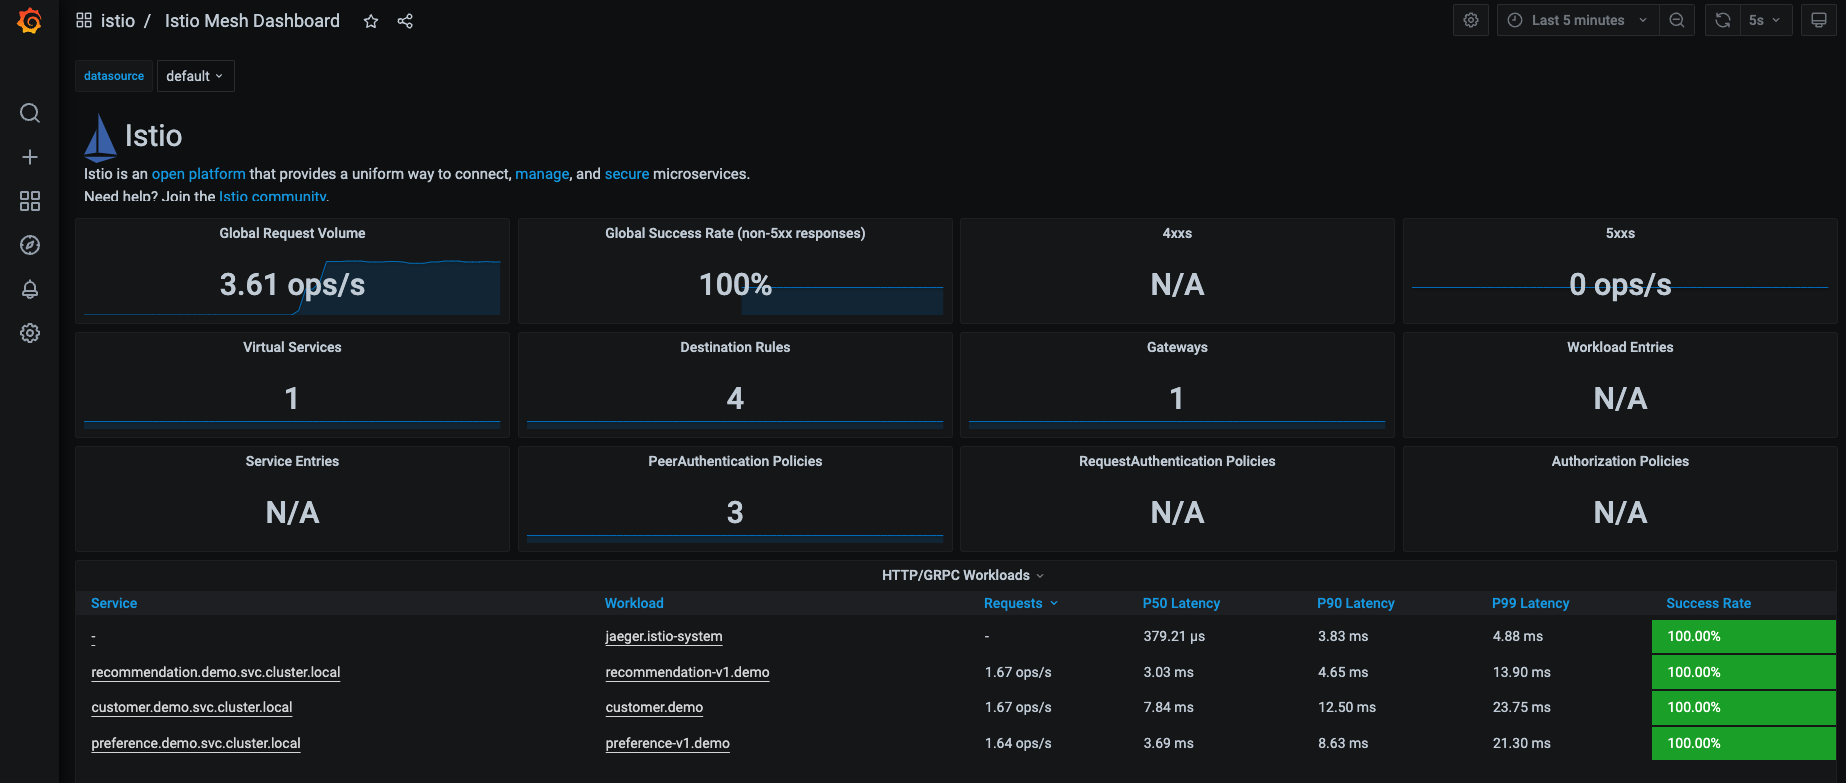 istio / Istio Mesh Dashboard
Last 5 minutes
5s
datasource default
Istio
Istio is an open platform that provides a uniform way to connect, manage, and secure microservices.
Need help? Join the Istio community.
Global Request Volume
3.61 ops/s
Global Success Rate (non-5xx responses)
100%
4xxs
N/A
5xxs
0 ops/s
Virtual Services
1
Destination Rules
4
Gateways
1
Workload Entries
N/A
Service Entries
N/A
PeerAuthentication Policies
3
RequestAuthentication Policies
N/A
Authorization Policies
N/A
HTTP/GRPC Workloads
Service Workload Requests P50 Latency P90 Latency P99 Latency Success Rate
- jaeger.istio-system - 379.21 µs 3.83 ms 4.88 ms 100.00%
recommendation.demo.svc.cluster.local recommendation-v1.demo 1.67 ops/s 3.03 ms 4.65 ms 13.90 ms 100.00%
customer.demo.svc.cluster.local customer.demo 1.67 ops/s 7.84 ms 12.50 ms 23.75 ms 100.00%
preference.demo.svc.cluster.local preference-v1.demo 1.64 ops/s 3.69 ms 8.63 ms 21.30 ms 100.00%